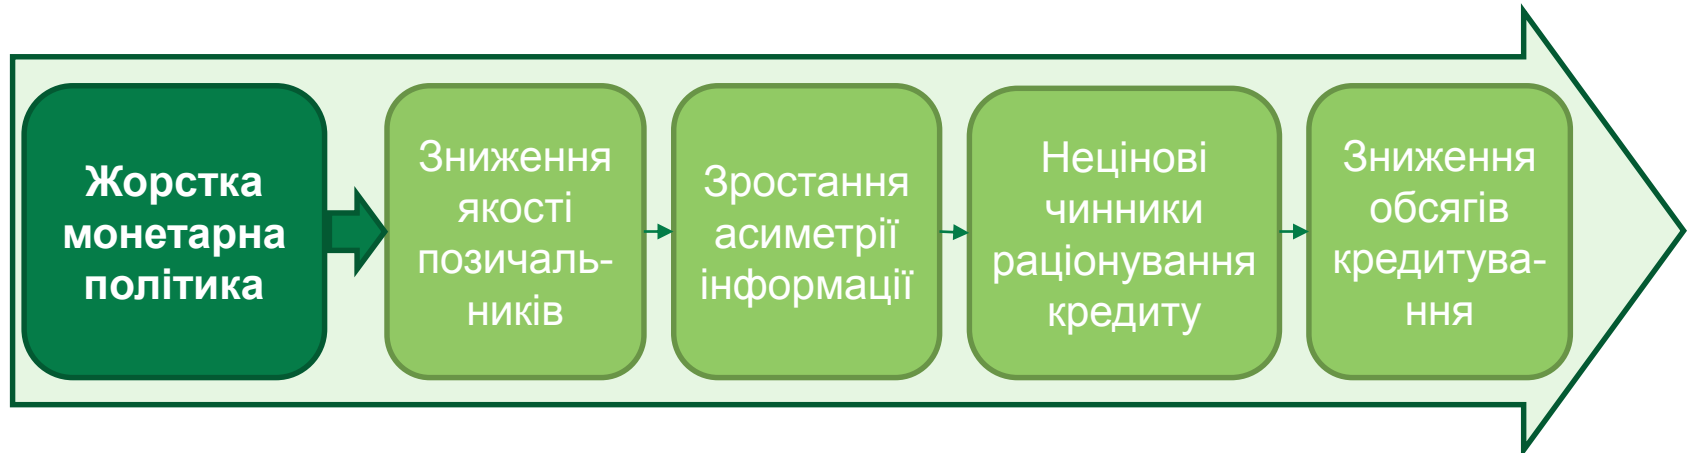 Жорстка
монетарна
політика
Зниження
якості
позичаль-
ників
Зростання
асиметрії
інформації
Нецінові
чинники
раціонування
кредиту
Зниження
обсягів
кредитува-
ння